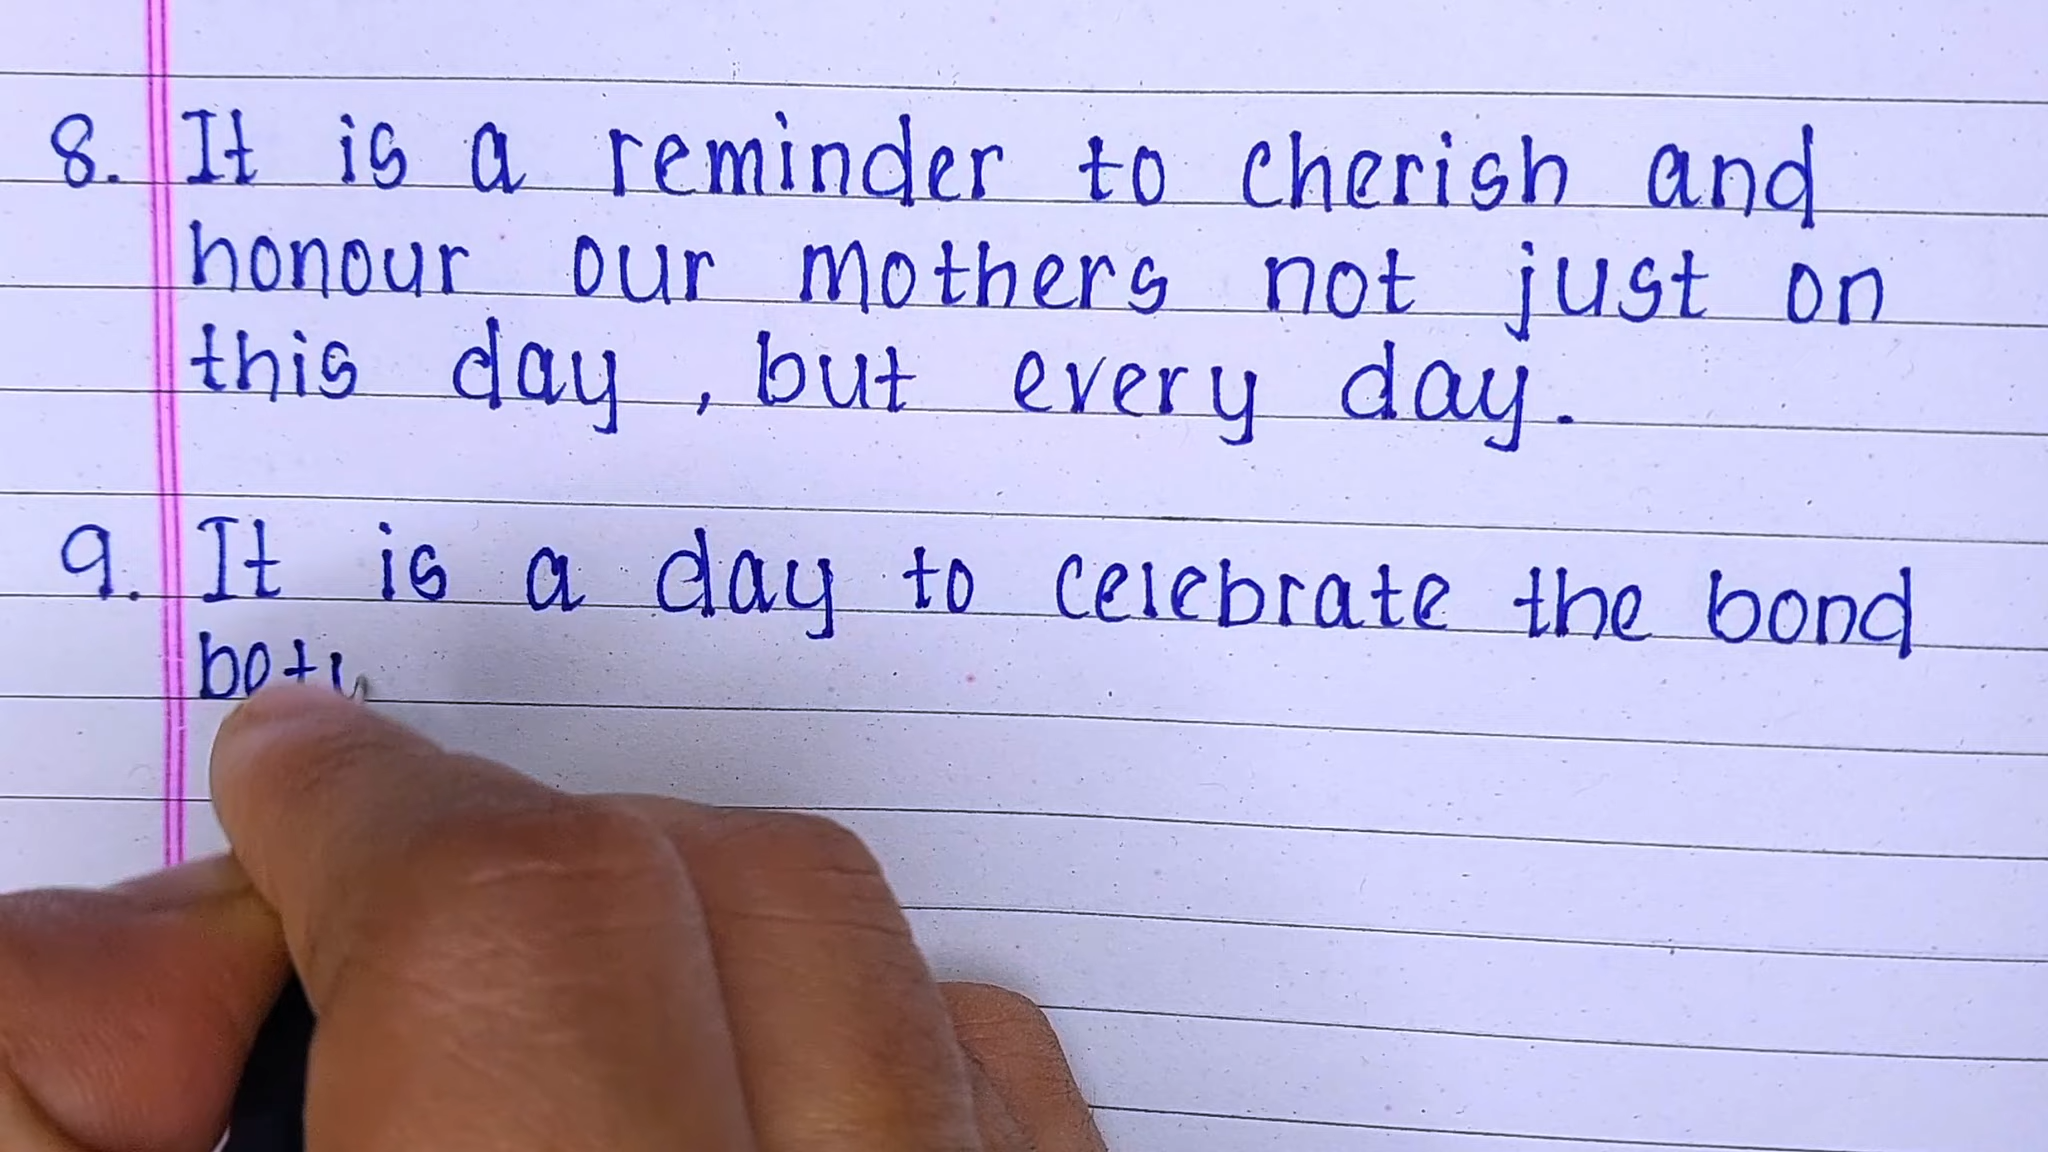 8. It is a reminder to cherish and
honour our mothers not just on
this day, but every day.
9. It is a day to celebrate the bond